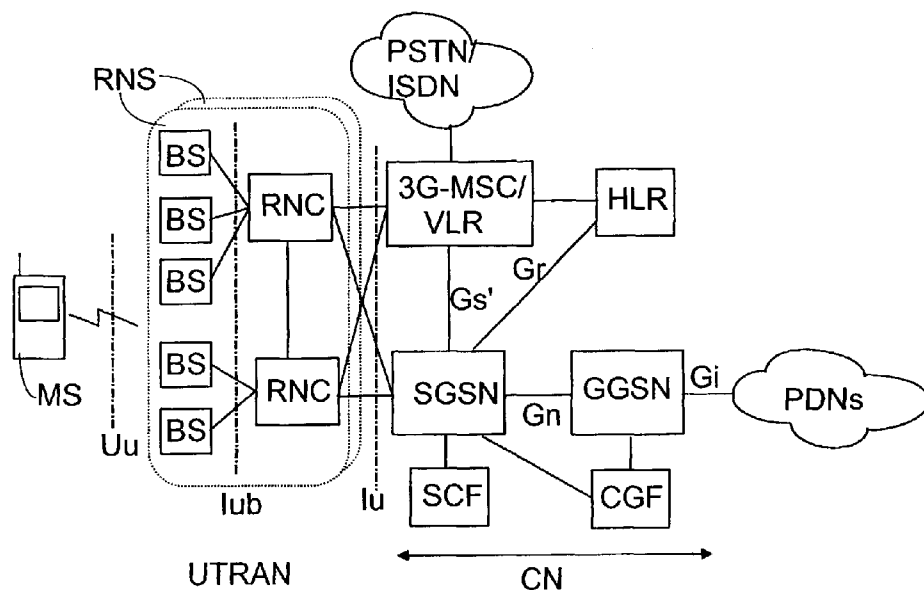 PSTN/
ISDN
RNS
BS
BS
BS
BS
BS
RNC
RNC
3G-MSC/
VLR
HLR
Gr
Gs'
MS
Uu
SGSN
Gn
GGSN
Gi
PDNs
Iub
Iu
SCF
CGF
UTRAN
CN